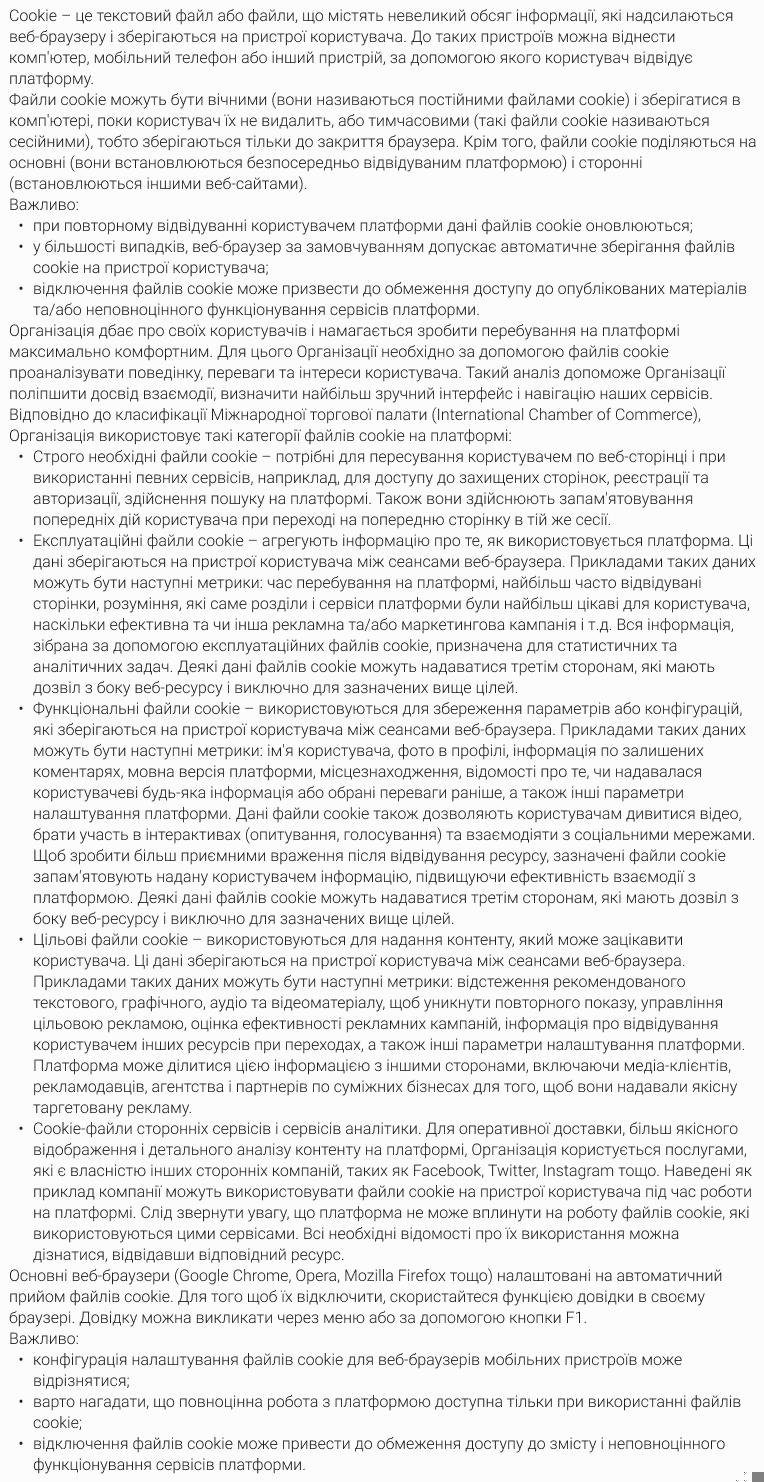 Cookie – це текстовий файл або файли, що містять невеликий обсяг інформації, які надсилаються
веб-браузеру і зберігаються на пристрої користувача. До таких пристроїв можна віднести
комп'ютер, мобільний телефон або інший пристрій, за допомогою якого користувач відвідує
платформу.
Файли cookie можуть бути вічними (вони називаються постійними файлами cookie) і зберігатися в
комп'ютері, поки користувач їх не видалить, або тимчасовими (такі файли cookie називаються
сесійними), тобто зберігаються тільки до закриття браузера. Крім того, файли cookie поділяються на
основні (вони встановлюються безпосередньо відвідуваним платформою) і сторонні
(встановлюються іншими веб-сайтами).
Важливо:
• при повторному відвідуванні користувачем платформи дані файлів cookie оновлюються;
• у більшості випадків, веб-браузер за замовчуванням допускає автоматичне зберігання файлів
cookie на пристрої користувача;
• відключення файлів cookie може призвести до обмеження доступу до опублікованих матеріалів
та/або неповноцінного функціонування сервісів платформи.
Організація дбає про своїх користувачів і намагається зробити перебування на платформі
максимально комфортним. Для цього Організації необхідно за допомогою файлів cookie
проаналізувати поведінку, переваги та інтереси користувача. Такий аналіз допоможе Організації
поліпшити досвід взаємодії, визначити найбільш зручний інтерфейс і навігацію наших сервісів.
Відповідно до класифікації Міжнародної торгової палати (International Chamber of Commerce),
Організація використовує такі категорії файлів cookie на платформі:
• Строго необхідні файли cookie – потрібні для пересування користувачем по веб-сторінці і при
використанні певних сервісів, наприклад, для доступу до захищених сторінок, реєстрації та
авторизації, здійснення пошуку на платформі. Також вони здійснюють запам'ятовування
попередніх дій користувача при переході на попередню сторінку в тій же сесії.
• Експлуатаційні файли cookie – агрегують інформацію про те, як використовується платформа. Ці
дані зберігаються на пристрої користувача між сеансами веб-браузера. Прикладами таких даних
можуть бути наступні метрики: час перебування на платформі, найбільш часто відвідувані
сторінки, розуміння, які саме розділи і сервіси платформи були найбільш цікаві для користувача,
наскільки ефективна та чи інша рекламна та/або маркетингова кампанія і т.д. Вся інформація,
зібрана за допомогою експлуатаційних файлів cookie, призначена для статистичних та
аналітичних задач. Деякі дані файлів cookie можуть надаватися третім сторонам, які мають
дозвіл з боку веб-ресурсу і виключно для зазначених вище цілей.
• Функціональні файли cookie – використовуються для збереження параметрів або конфігурацій,
які зберігаються на пристрої користувача між сеансами веб-браузера. Прикладами таких даних
можуть бути наступні метрики: ім'я користувача, фото в профілі, інформація по залишених
коментарях, мовна версія платформи, місцезнаходження, відомості про те, чи надавалася
користувачеві будь-яка інформація або обрані переваги раніше, а також інші параметри
налаштування платформи. Дані файли cookie також дозволяють користувачам дивитися відео,
брати участь в інтерактивах (опитування, голосування) та взаємодіяти з соціальними мережами.
Щоб зробити більш приємними враження після відвідування ресурсу, зазначені файли cookie
запам'ятовують надану користувачем інформацію, підвищуючи ефективність взаємодії з
платформою. Деякі дані файлів cookie можуть надаватися третім сторонам, які мають дозвіл з
боку веб-ресурсу і виключно для зазначених вище цілей.
• Цільові файли cookie – використовуються для надання контенту, який може зацікавити
користувача. Ці дані зберігаються на пристрої користувача між сеансами веб-браузера.
Прикладами таких даних можуть бути наступні метрики: відстеження рекомендованого
текстового, графічного, аудіо та відеоматеріалу, щоб уникнути повторного показу, управління
цільовою рекламою, оцінка ефективності рекламних кампаній, інформація про відвідування
користувачем інших ресурсів при переходах, а також інші параметри налаштування платформи.
Платформа може ділитися цією інформацією з іншими сторонами, включаючи медіа-клієнтів,
рекламодавців, агентства і партнерів по суміжних бізнесах для того, щоб вони надавали якісну
таргетовану рекламу.
• Cookie-файли сторонніх сервісів і сервісів аналітики. Для оперативної доставки, більш якісного
відображення і детального аналізу контенту на платформі, Організація користується послугами,
які є власністю інших сторонніх компаній, таких як Facebook, Twitter, Instagram тощо. Наведені як
приклад компанії можуть використовувати файли cookie на пристрої користувача під час роботи
на платформі. Слід звернути увагу, що платформа не може вплинути на роботу файлів cookie, які
використовуються цими сервісами. Всі необхідні відомості про їх використання можна
дізнатися, відвідавши відповідний ресурс.
Основні веб-браузери (Google Chrome, Opera, Mozilla Firefox тощо) налаштовані на автоматичний
прийом файлів cookie. Для того щоб їх відключити, скористайтеся функцією довідки в своєму
браузері. Довідку можна викликати через меню або за допомогою кнопки F1.
Важливо:
• конфігурація налаштування файлів cookie для веб-браузерів мобільних пристроїв може
відрізнятися;
• варто нагадати, що повноцінна робота з платформою доступна тільки при використанні файлів
cookie;
• відключення файлів cookie може привести до обмеження доступу до змісту і неповноцінного
функціонування сервісів платформи.